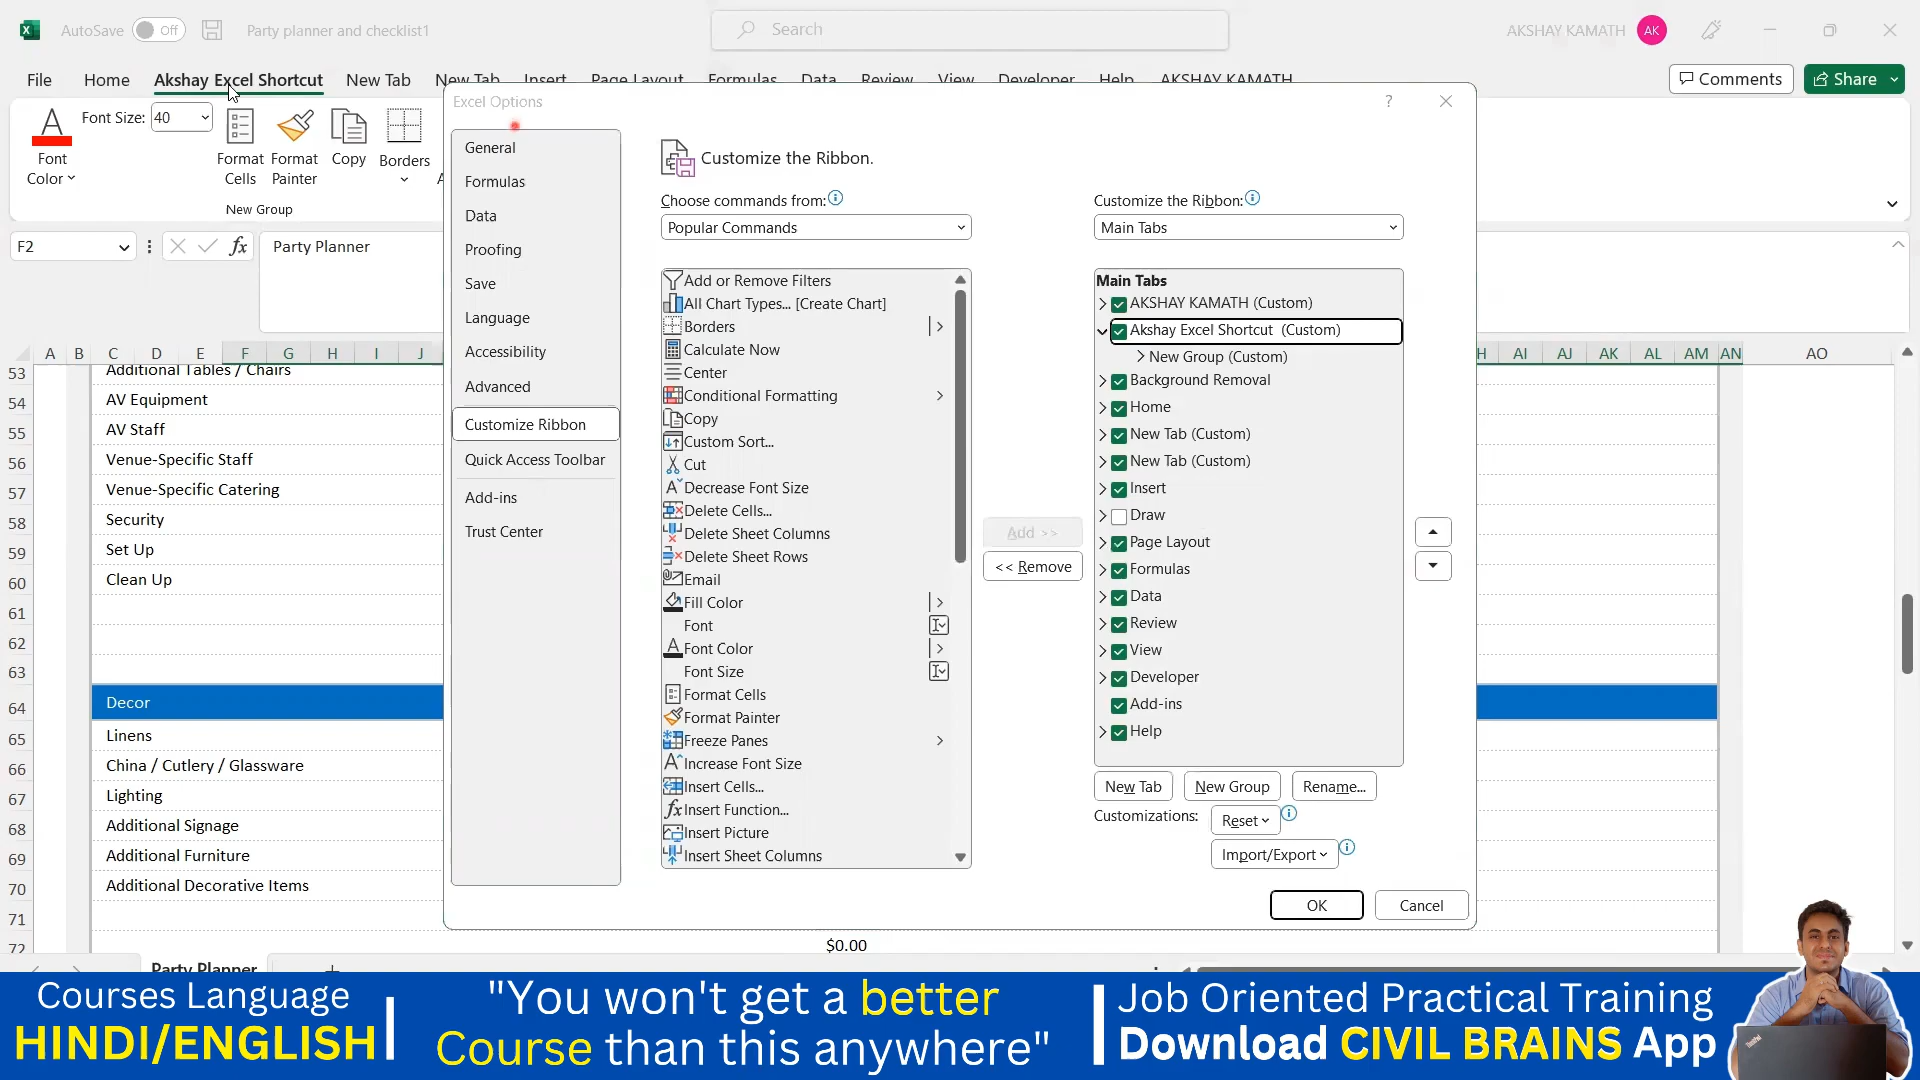 AutoSave Off Party planner and checklist1 Search AKSHAY KAMATH AK
File Home Akshay Excel Shortcut New Tab New Tab Insert Page Layout Formulas Data Review View Developer Help AKSHAY KAMATH Comments Share
Font Size: 40
Font Color
Format Cells
Format Painter
Copy
Borders
New Group
F2 fx Party Planner
A B C D E F G H I J AI AJ AK AL AM AN AO
53 Additional Tables / Chairs
54 AV Equipment
55 AV Staff
56 Venue-Specific Staff
57 Venue-Specific Catering
58 Security
59 Set Up
60 Clean Up
61
62
63
64 Decor
65 Linens
66 China / Cutlery / Glassware
67 Lighting
68 Additional Signage
69 Additional Furniture
70 Additional Decorative Items
71
72
$0.00
Party Planner
Excel Options ?
General
Formulas
Data
Proofing
Save
Language
Accessibility
Advanced
Customize Ribbon
Quick Access Toolbar
Add-ins
Trust Center
Customize the Ribbon.
Choose commands from:
Popular Commands
Add or Remove Filters
All Chart Types... [Create Chart]
Borders
Calculate Now
Center
Conditional Formatting
Copy
Custom Sort...
Cut
Decrease Font Size
Delete Cells...
Delete Sheet Columns
Delete Sheet Rows
Email
Fill Color
Font
Font Color
Font Size
Format Cells
Format Painter
Freeze Panes
Increase Font Size
Insert Cells...
Insert Function...
Insert Picture
Insert Sheet Columns
Add >>
<< Remove
Customize the Ribbon:
Main Tabs
Main Tabs
AKSHAY KAMATH (Custom)
Akshay Excel Shortcut (Custom)
New Group (Custom)
Background Removal
Home
New Tab (Custom)
New Tab (Custom)
Insert
Draw
Page Layout
Formulas
Data
Review
View
Developer
Add-ins
Help
New Tab New Group Rename...
Customizations: Reset
Import/Export
OK Cancel
Courses Language
HINDI/ENGLISH
"You won't get a better
Course than this anywhere"
Job Oriented Practical Training
Download CIVIL BRAINS App